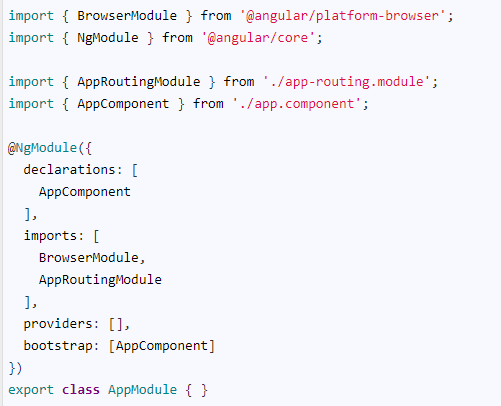 import { BrowserModule } from '@angular/platform-browser';
import { NgModule } from '@angular/core';

import { AppRoutingModule } from './app-routing.module';
import { AppComponent } from './app.component';

@NgModule({
  declarations: [
    AppComponent
  ],
  imports: [
    BrowserModule,
    AppRoutingModule
  ],
  providers: [],
  bootstrap: [AppComponent]
})
export class AppModule { }